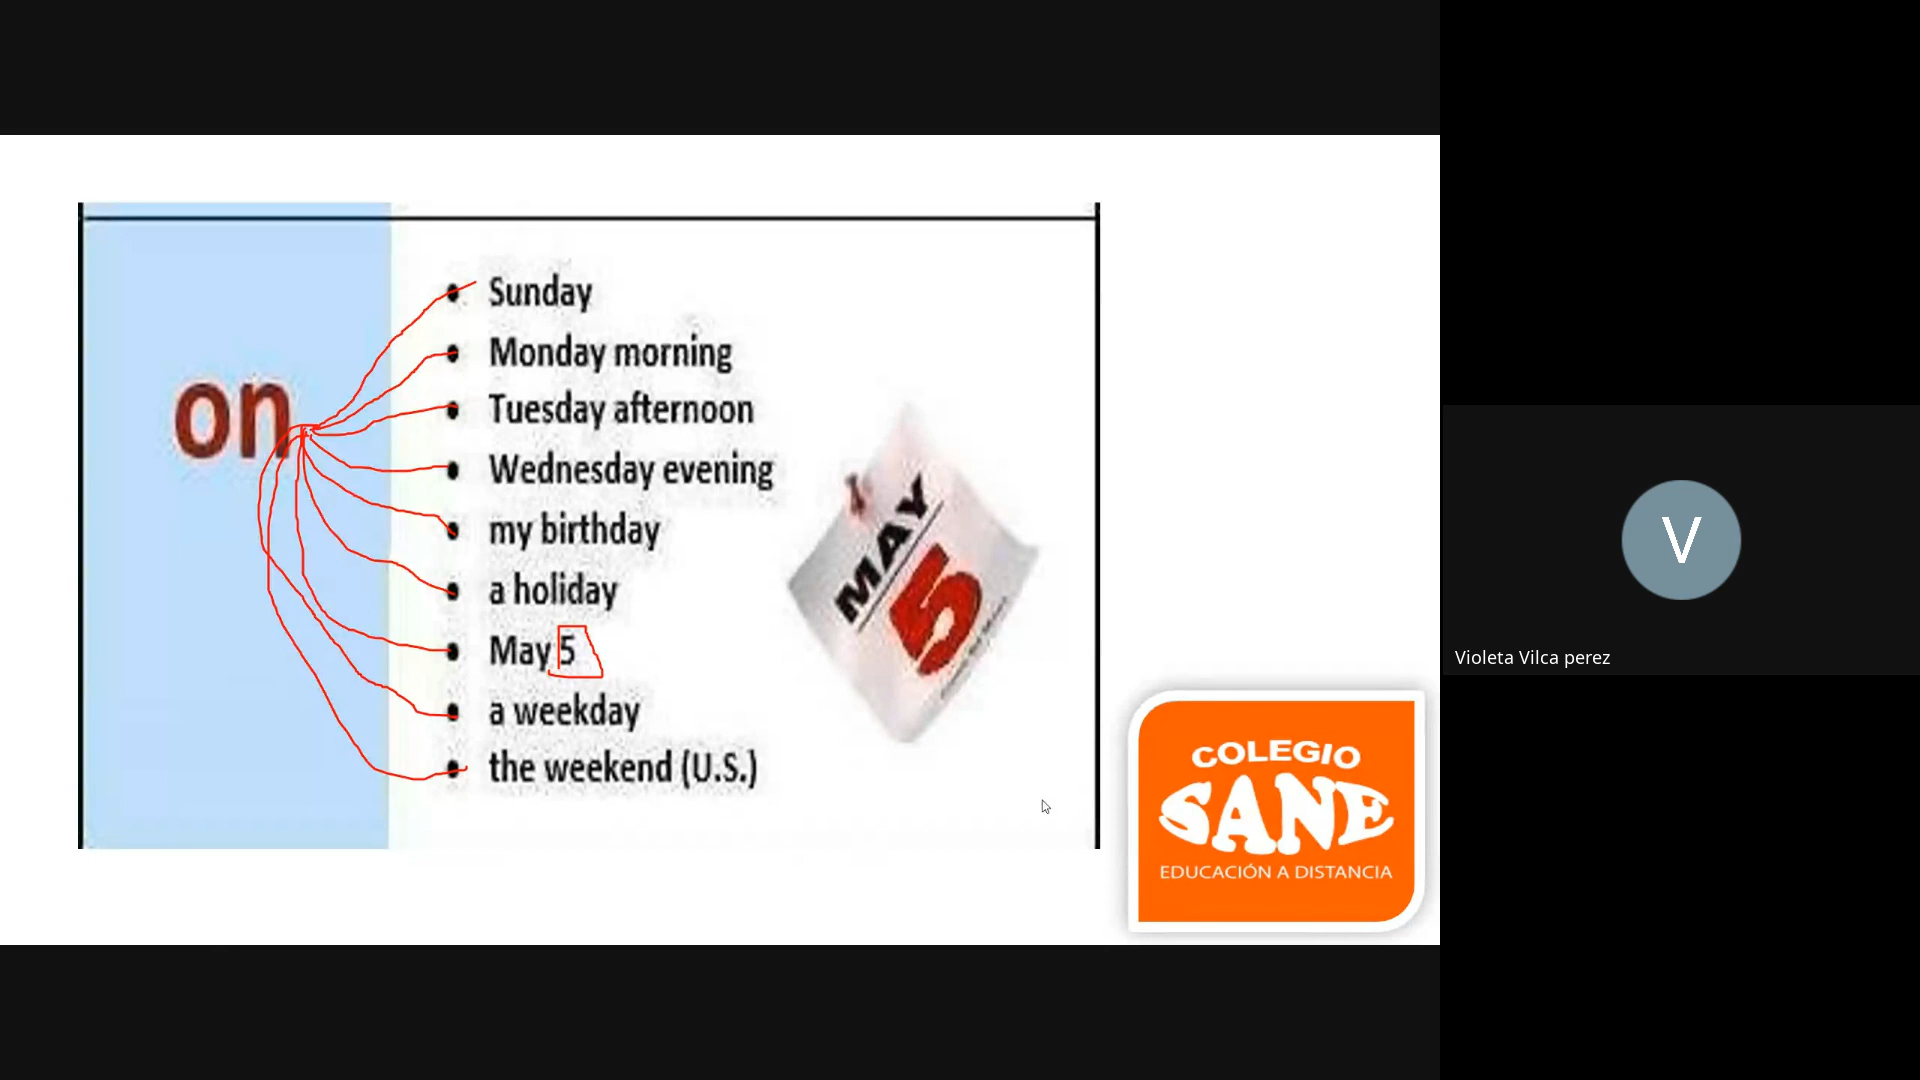 on
Sunday
Monday morning
Tuesday afternoon
Wednesday evening
my birthday
a holiday
May 5
a weekday
the weekend (U.S.)
MAY
5
COLEGIO
SANE
EDUCACIÓN A DISTANCIA
V
Violeta Vilca perez